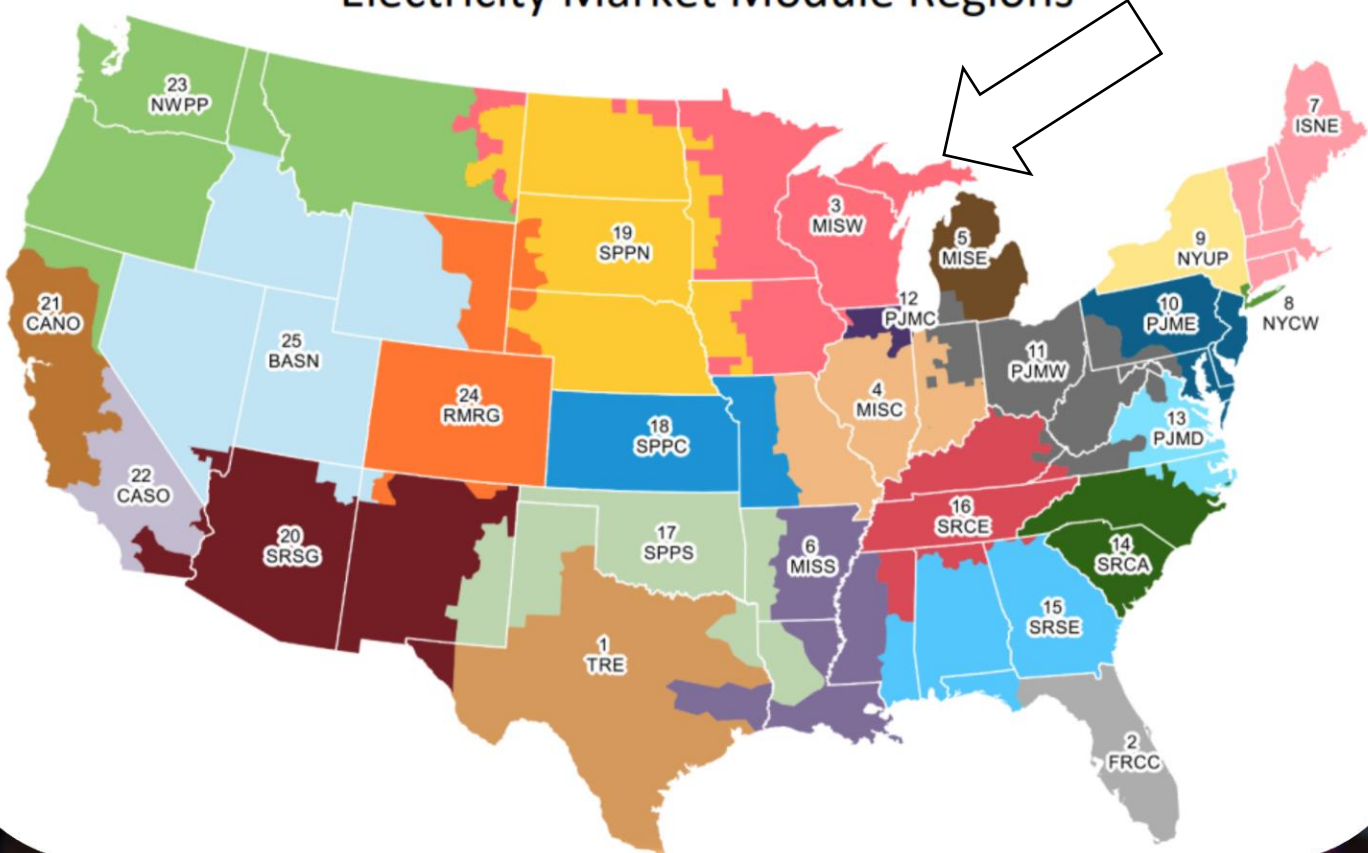 Electricity Market Module Regions
23
NWPP
7
ISNE
3
MISW
19
SPPN
5
MISE
9
NYUP
21
CANO
12
PJMC
10
PJME
8
NYCW
25
BASN
11
PJMW
24
RMRG
4
MISC
18
SPPC
13
PJMD
22
CASO
16
SRCE
20
SRSG
17
SPPS
6
MISS
14
SRCA
15
SRSE
1
TRE
2
FRCC